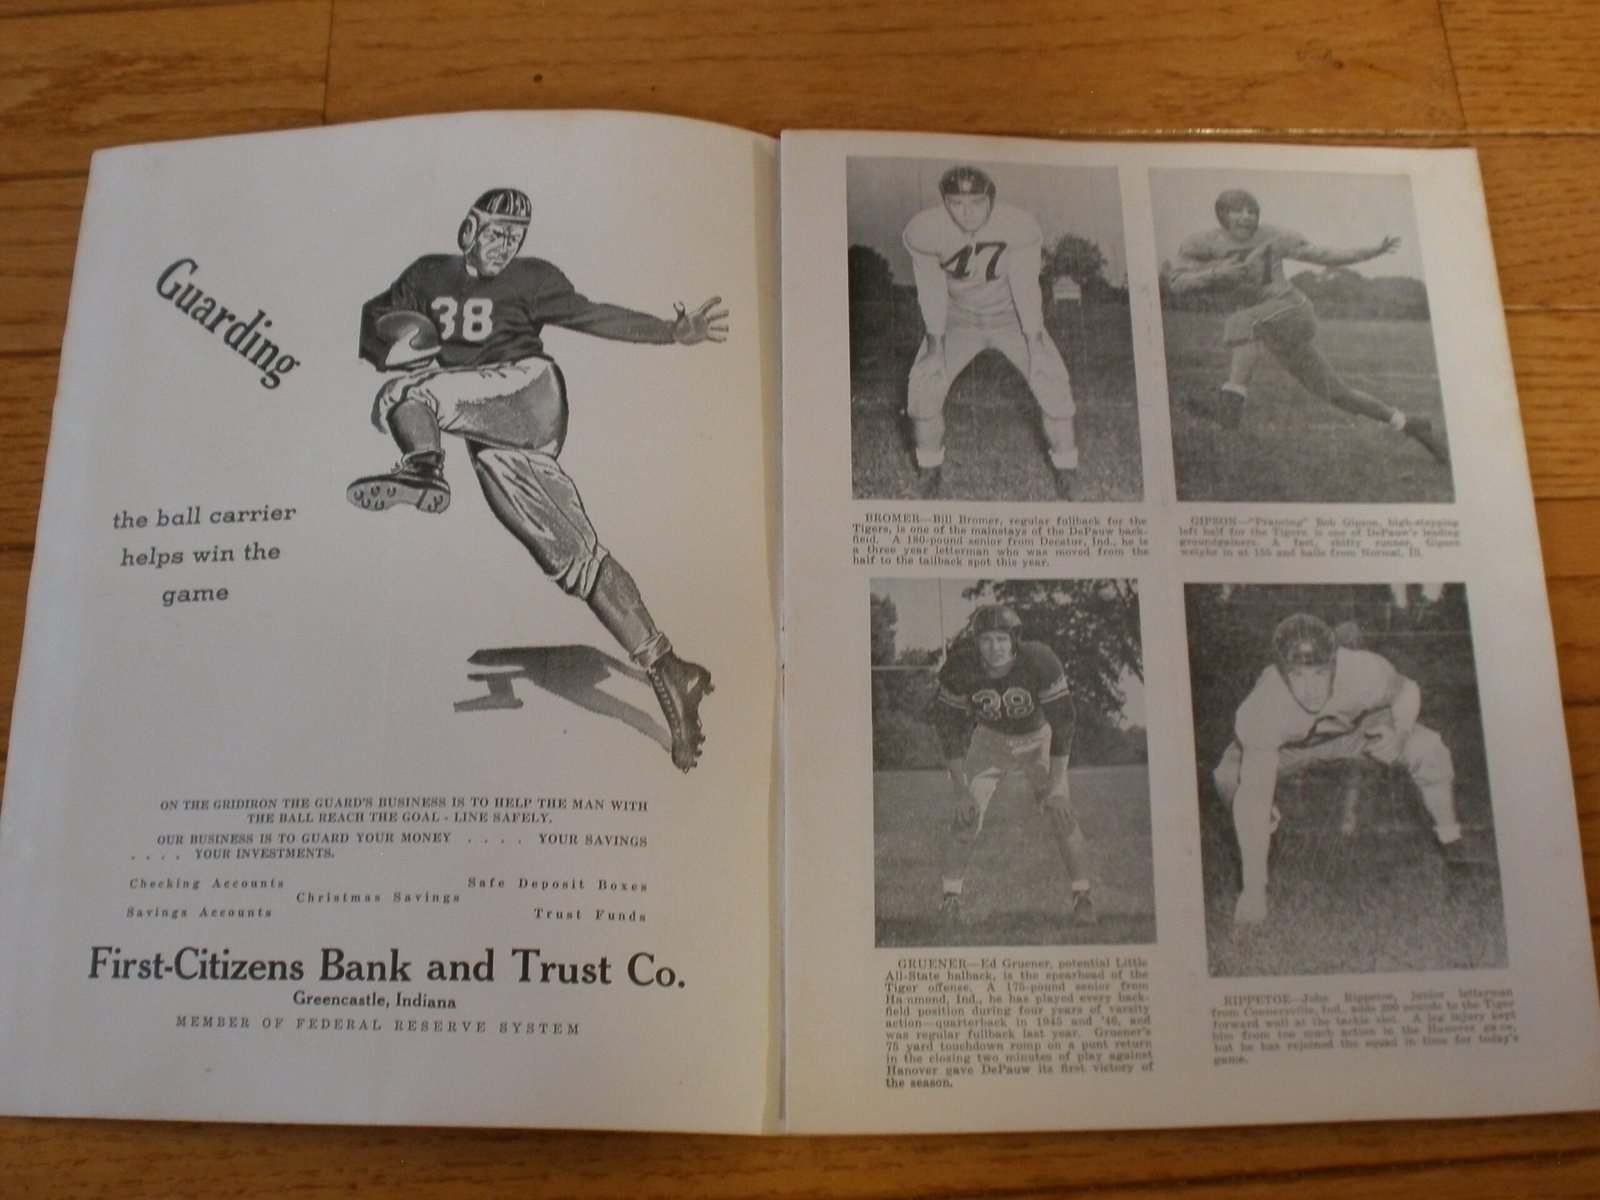 Guarding
38
the ball carrier
helps win the
game
ON THE GRIDIRON THE GUARD'S BUSINESS IS TO HELP THE MAN WITH
THE BALL REACH THE GOAL - LINE SAFELY.
OUR BUSINESS IS TO GUARD YOUR MONEY . . . . YOUR SAVINGS
. . . . YOUR INVESTMENTS.
Checking Accounts Safe Deposit Boxes
Christmas Savings
Savings Accounts Trust Funds
First-Citizens Bank and Trust Co.
Greencastle, Indiana
MEMBER OF FEDERAL RESERVE SYSTEM
47
BROMER—Bill Bromer, regular fullback for the
Tigers, is one of the mainstays of the DePauw back-
field. A 180-pound senior from Decatur, Ind., he is
a three year letterman who was moved from the
half to the tailback spot this year.
GIPSON—"Prancing" Bob Gipson, high-stepping
left half for the Tigers, is one of DePauw's leading
groundgainers. A fast, shifty runner, Gipson
weighs in at 155 and hails from Normal, Ill.
38
GRUENER—Ed Gruener, potential Little
All-State halback, is the spearhead of the
Tiger offense. A 175-pound senior from
Ha nmond, Ind., he has played every back-
field position during four years of varsity
action—quarterback in 1945 and '46, and
was regular fullback last year. Gruener's
75 yard touchdown romp on a punt return
in the closing two minutes of play against
Hanover gave DePauw its first victory of
the season.
RIPPETOE—John Rippetoe, junior letterman
from Connersville, Ind., adds 200 pounds to the Tiger
forward wall at the tackle slot. A leg injury kept
him from too much action in the Hanover game,
but he has rejoined the squad in time for today's
game.